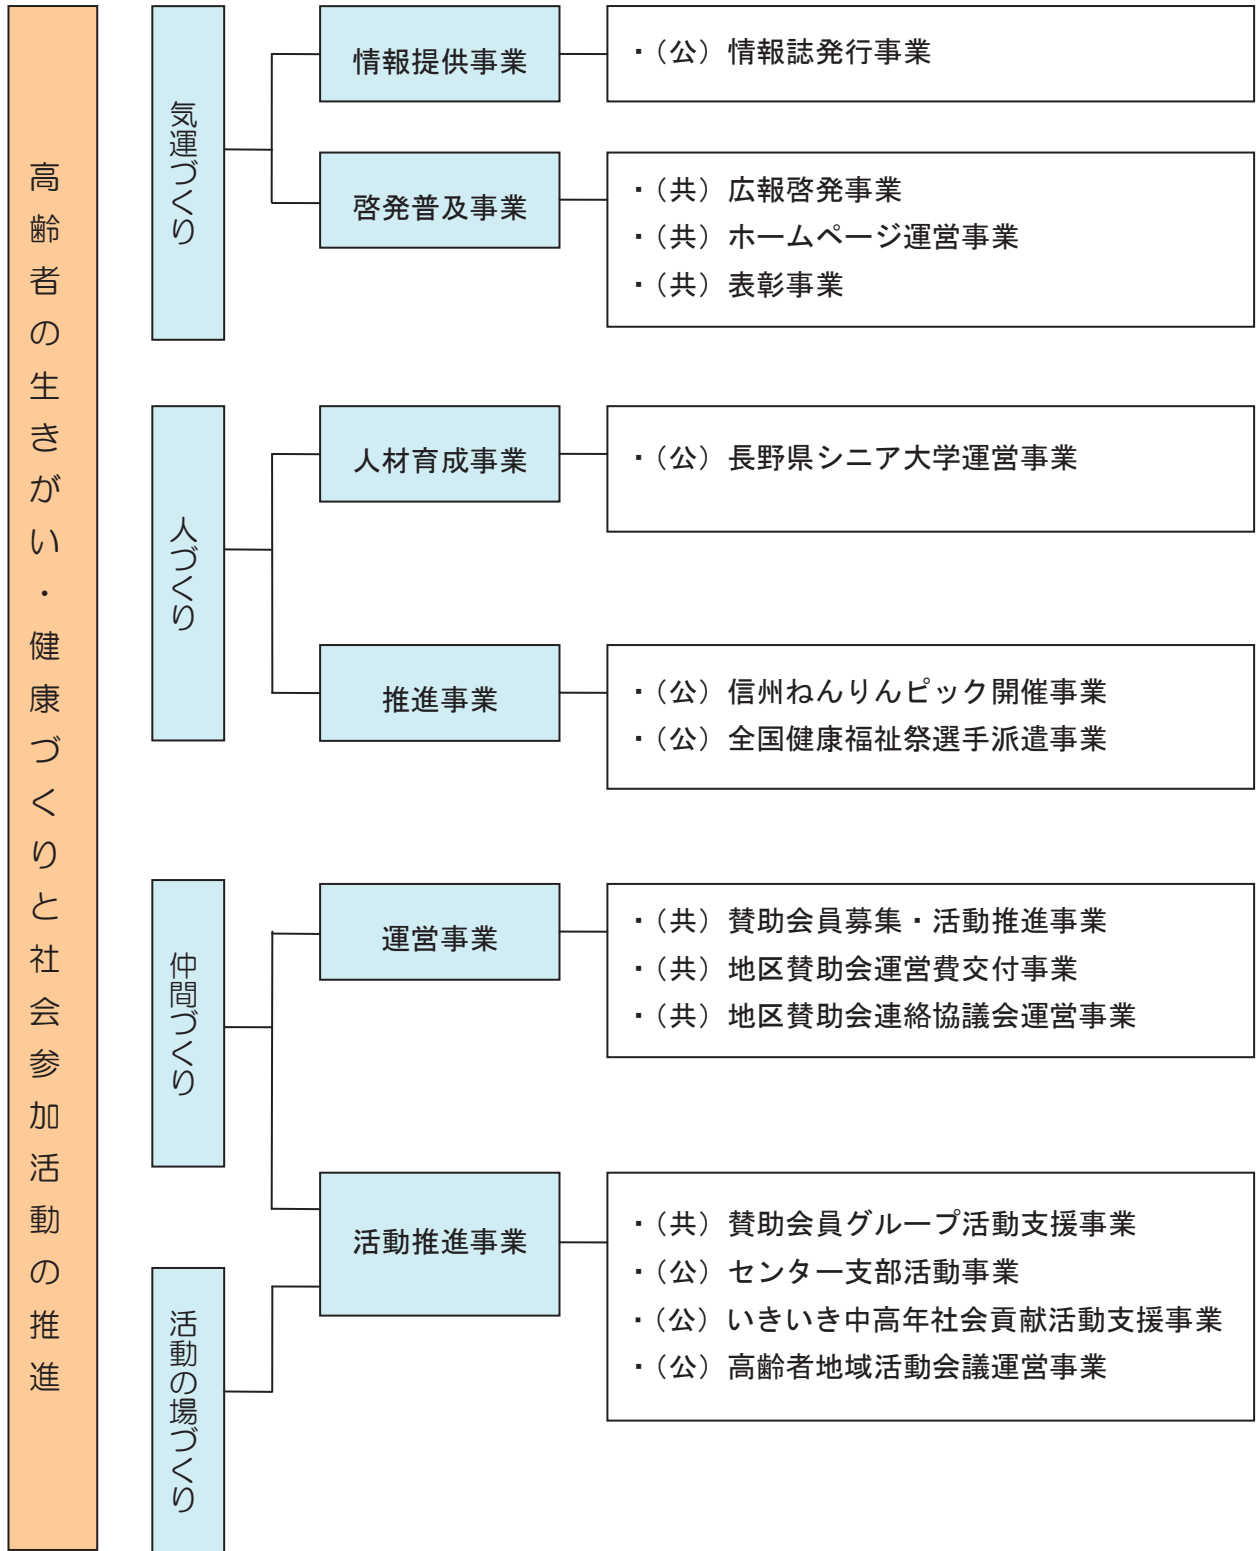 高齢者の生きがい・健康づくりと社会参加活動の推進
気運づくり
情報提供事業
・（公）情報誌発行事業
啓発普及事業
・（共）広報啓発事業
・（共）ホームページ運営事業
・（共）表彰事業
人づくり
人材育成事業
・（公）長野県シニア大学運営事業
推進事業
・（公）信州ねんりんピック開催事業
・（公）全国健康福祉祭選手派遣事業
仲間づくり
運営事業
・（共）賛助会員募集・活動推進事業
・（共）地区賛助会運営費交付事業
・（共）地区賛助会連絡協議会運営事業
活動の場づくり
活動推進事業
・（共）賛助会員グループ活動支援事業
・（公）センター支部活動事業
・（公）いきいき中高年社会貢献活動支援事業
・（公）高齢者地域活動会議運営事業